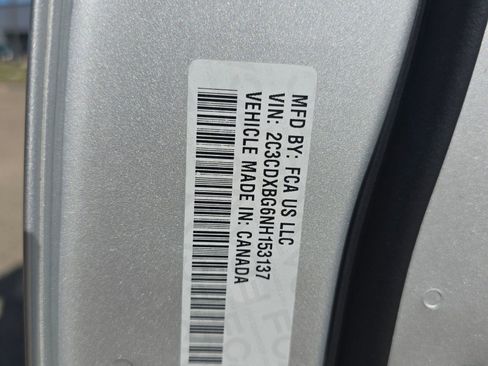 MFD BY: FCA US LLC
VIN: 2C3CDXBG6NH153137
VEHICLE MADE IN: CANADA